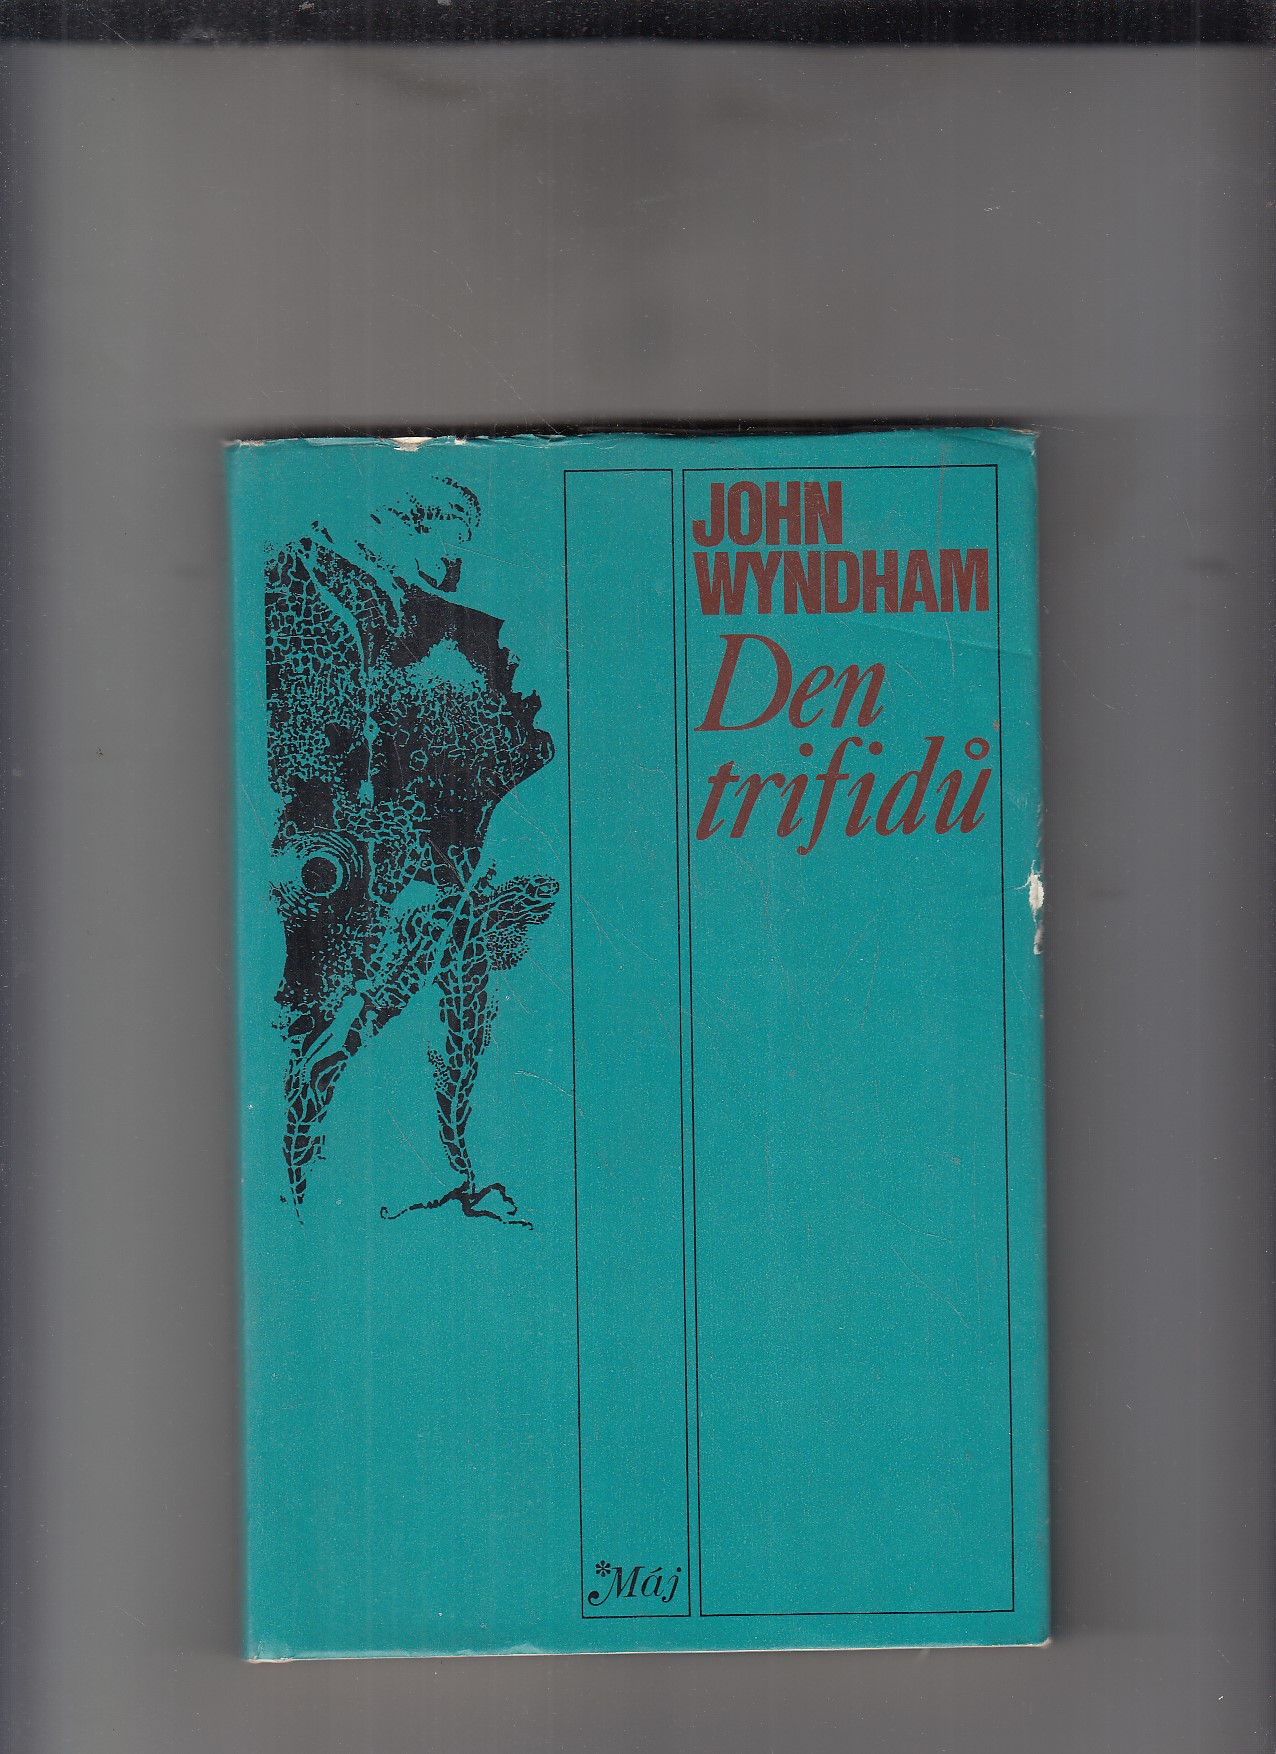 JOHN
WYNDHAM
Den
trifidů
*Máj